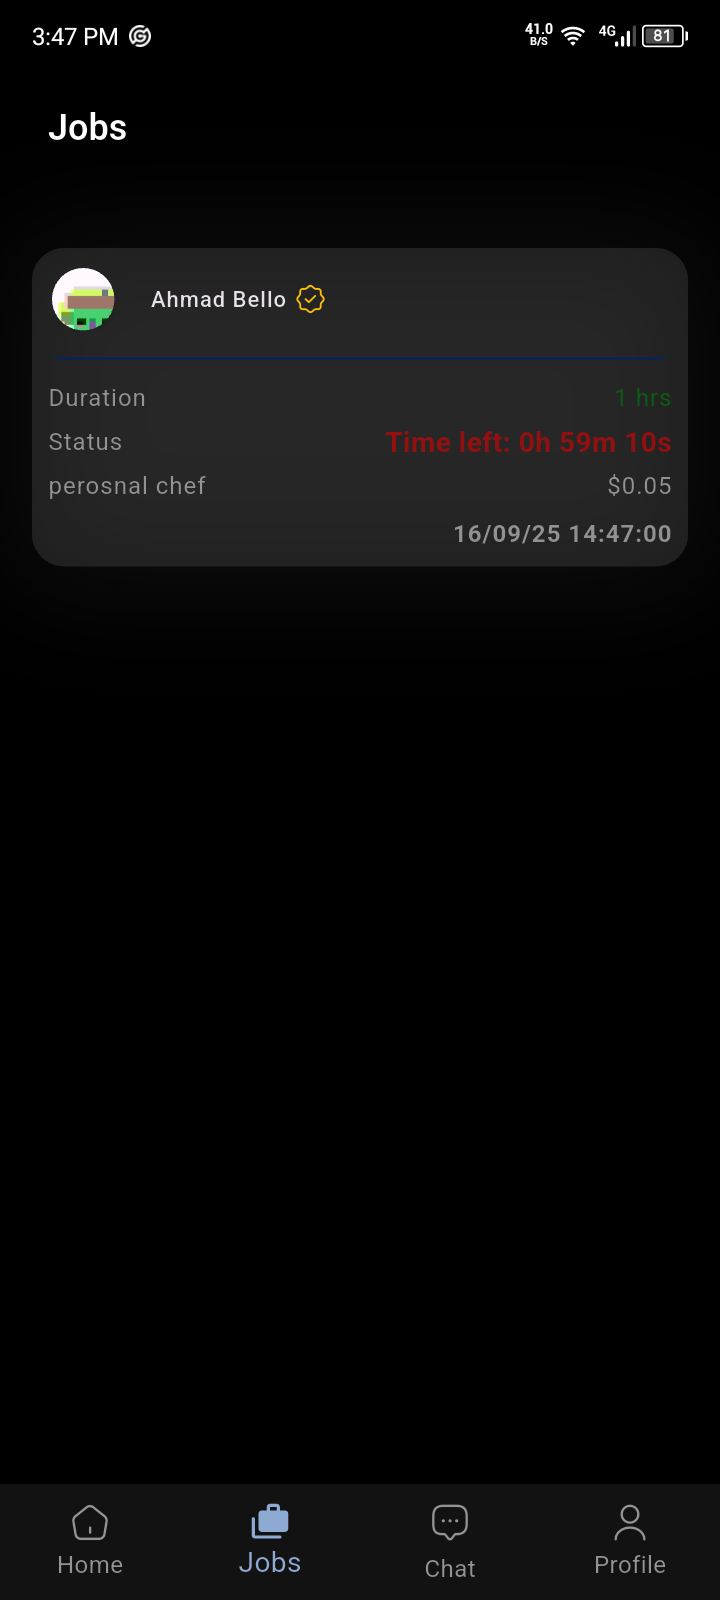 3:47 PM 41.0 B/S 4G 81
Jobs
Ahmad Bello
Duration 1 hrs
Status Time left: 0h 59m 10s
perosnal chef $0.05
16/09/25 14:47:00
Home Jobs Chat Profile